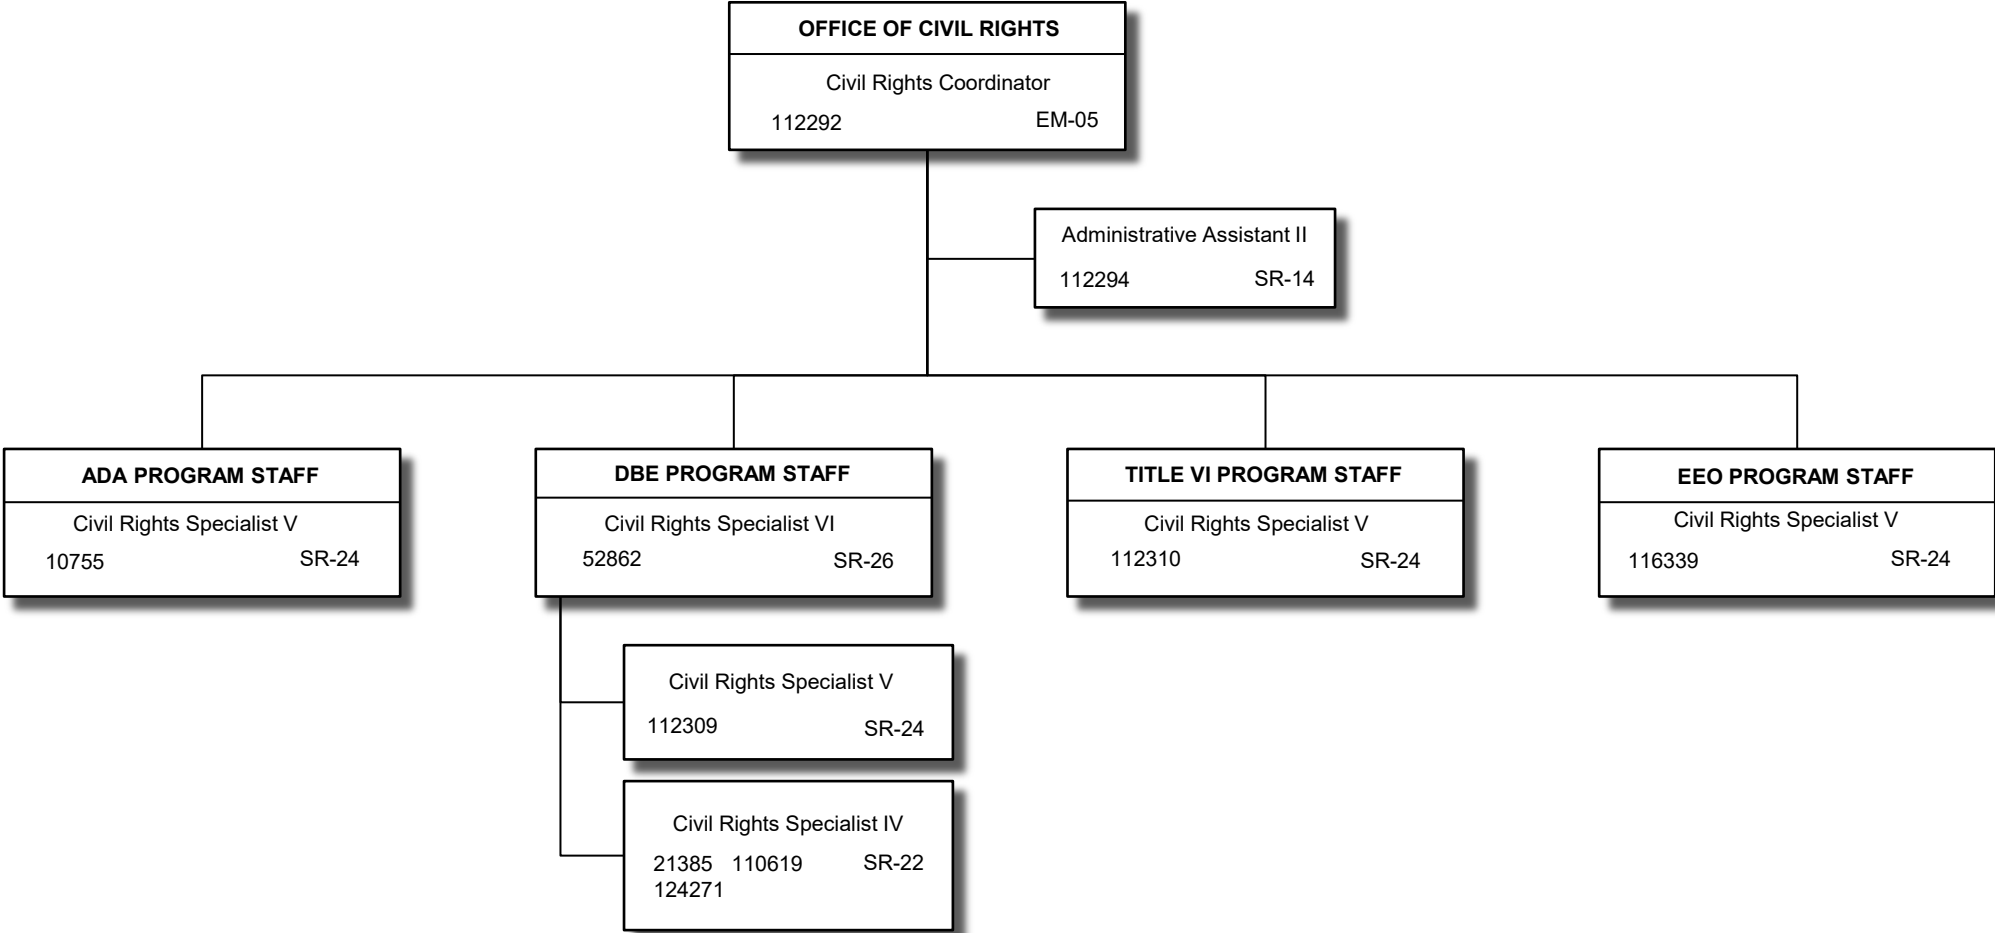 OFFICE OF CIVIL RIGHTS
Civil Rights Coordinator
112292 EM-05
Administrative Assistant II
112294 SR-14
ADA PROGRAM STAFF
Civil Rights Specialist V
10755 SR-24
DBE PROGRAM STAFF
Civil Rights Specialist VI
52862 SR-26
TITLE VI PROGRAM STAFF
Civil Rights Specialist V
112310 SR-24
EEO PROGRAM STAFF
Civil Rights Specialist V
116339 SR-24
Civil Rights Specialist V
112309 SR-24
Civil Rights Specialist IV
21385 110619 SR-22
124271